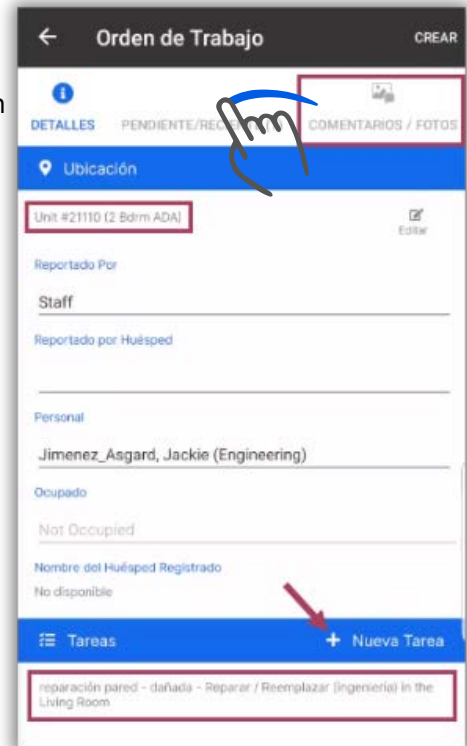 Orden de Trabajo CREAR
DETALLES COMENTARIOS / FOTOS
Ubicación
Unit #21110 (2 Bdrm ADA)
Editar
Reportado Por
Staff
Reportado por Huésped
Personal
Jimenez_Asgard, Jackie (Engineering)
Ocupado
Not Occupied
Nombre del Huésped Registrado
No disponible
Tareas + Nueva Tarea
reparación pared - dañada - Reparar / Reemplazar (ingeniería) in the
Living Room